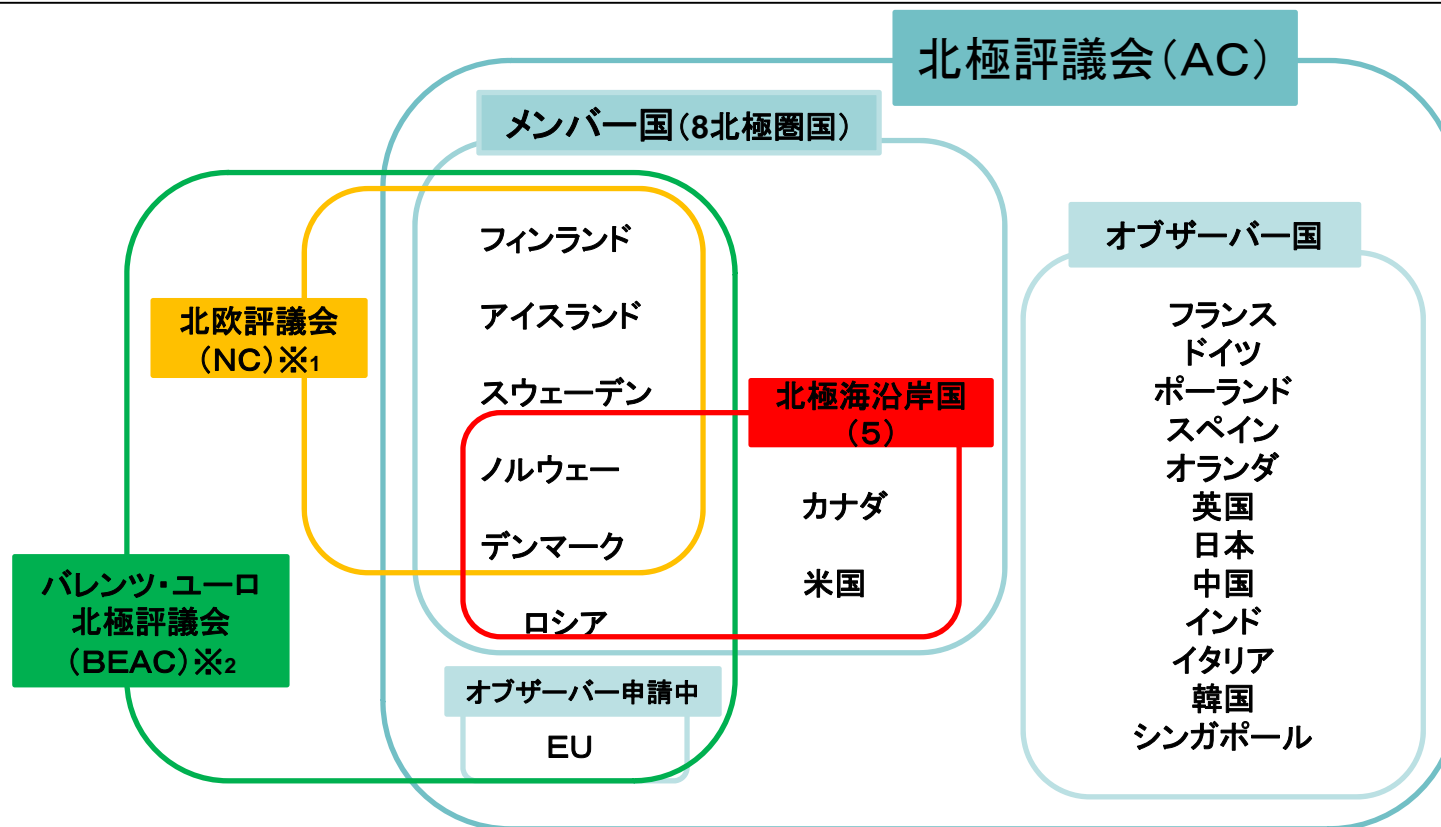 北極評議会（AC）
メンバー国（8北極圏国）
フィンランド
アイスランド
スウェーデン
ノルウェー
デンマーク
ロシア
北欧評議会
（NC）※1
北極海沿岸国
（5）
カナダ
米国
バレンツ・ユーロ
北極評議会
（BEAC）※2
オブザーバー申請中
EU
オブザーバー国
フランス
ドイツ
ポーランド
スペイン
オランダ
英国
日本
中国
インド
イタリア
韓国
シンガポール